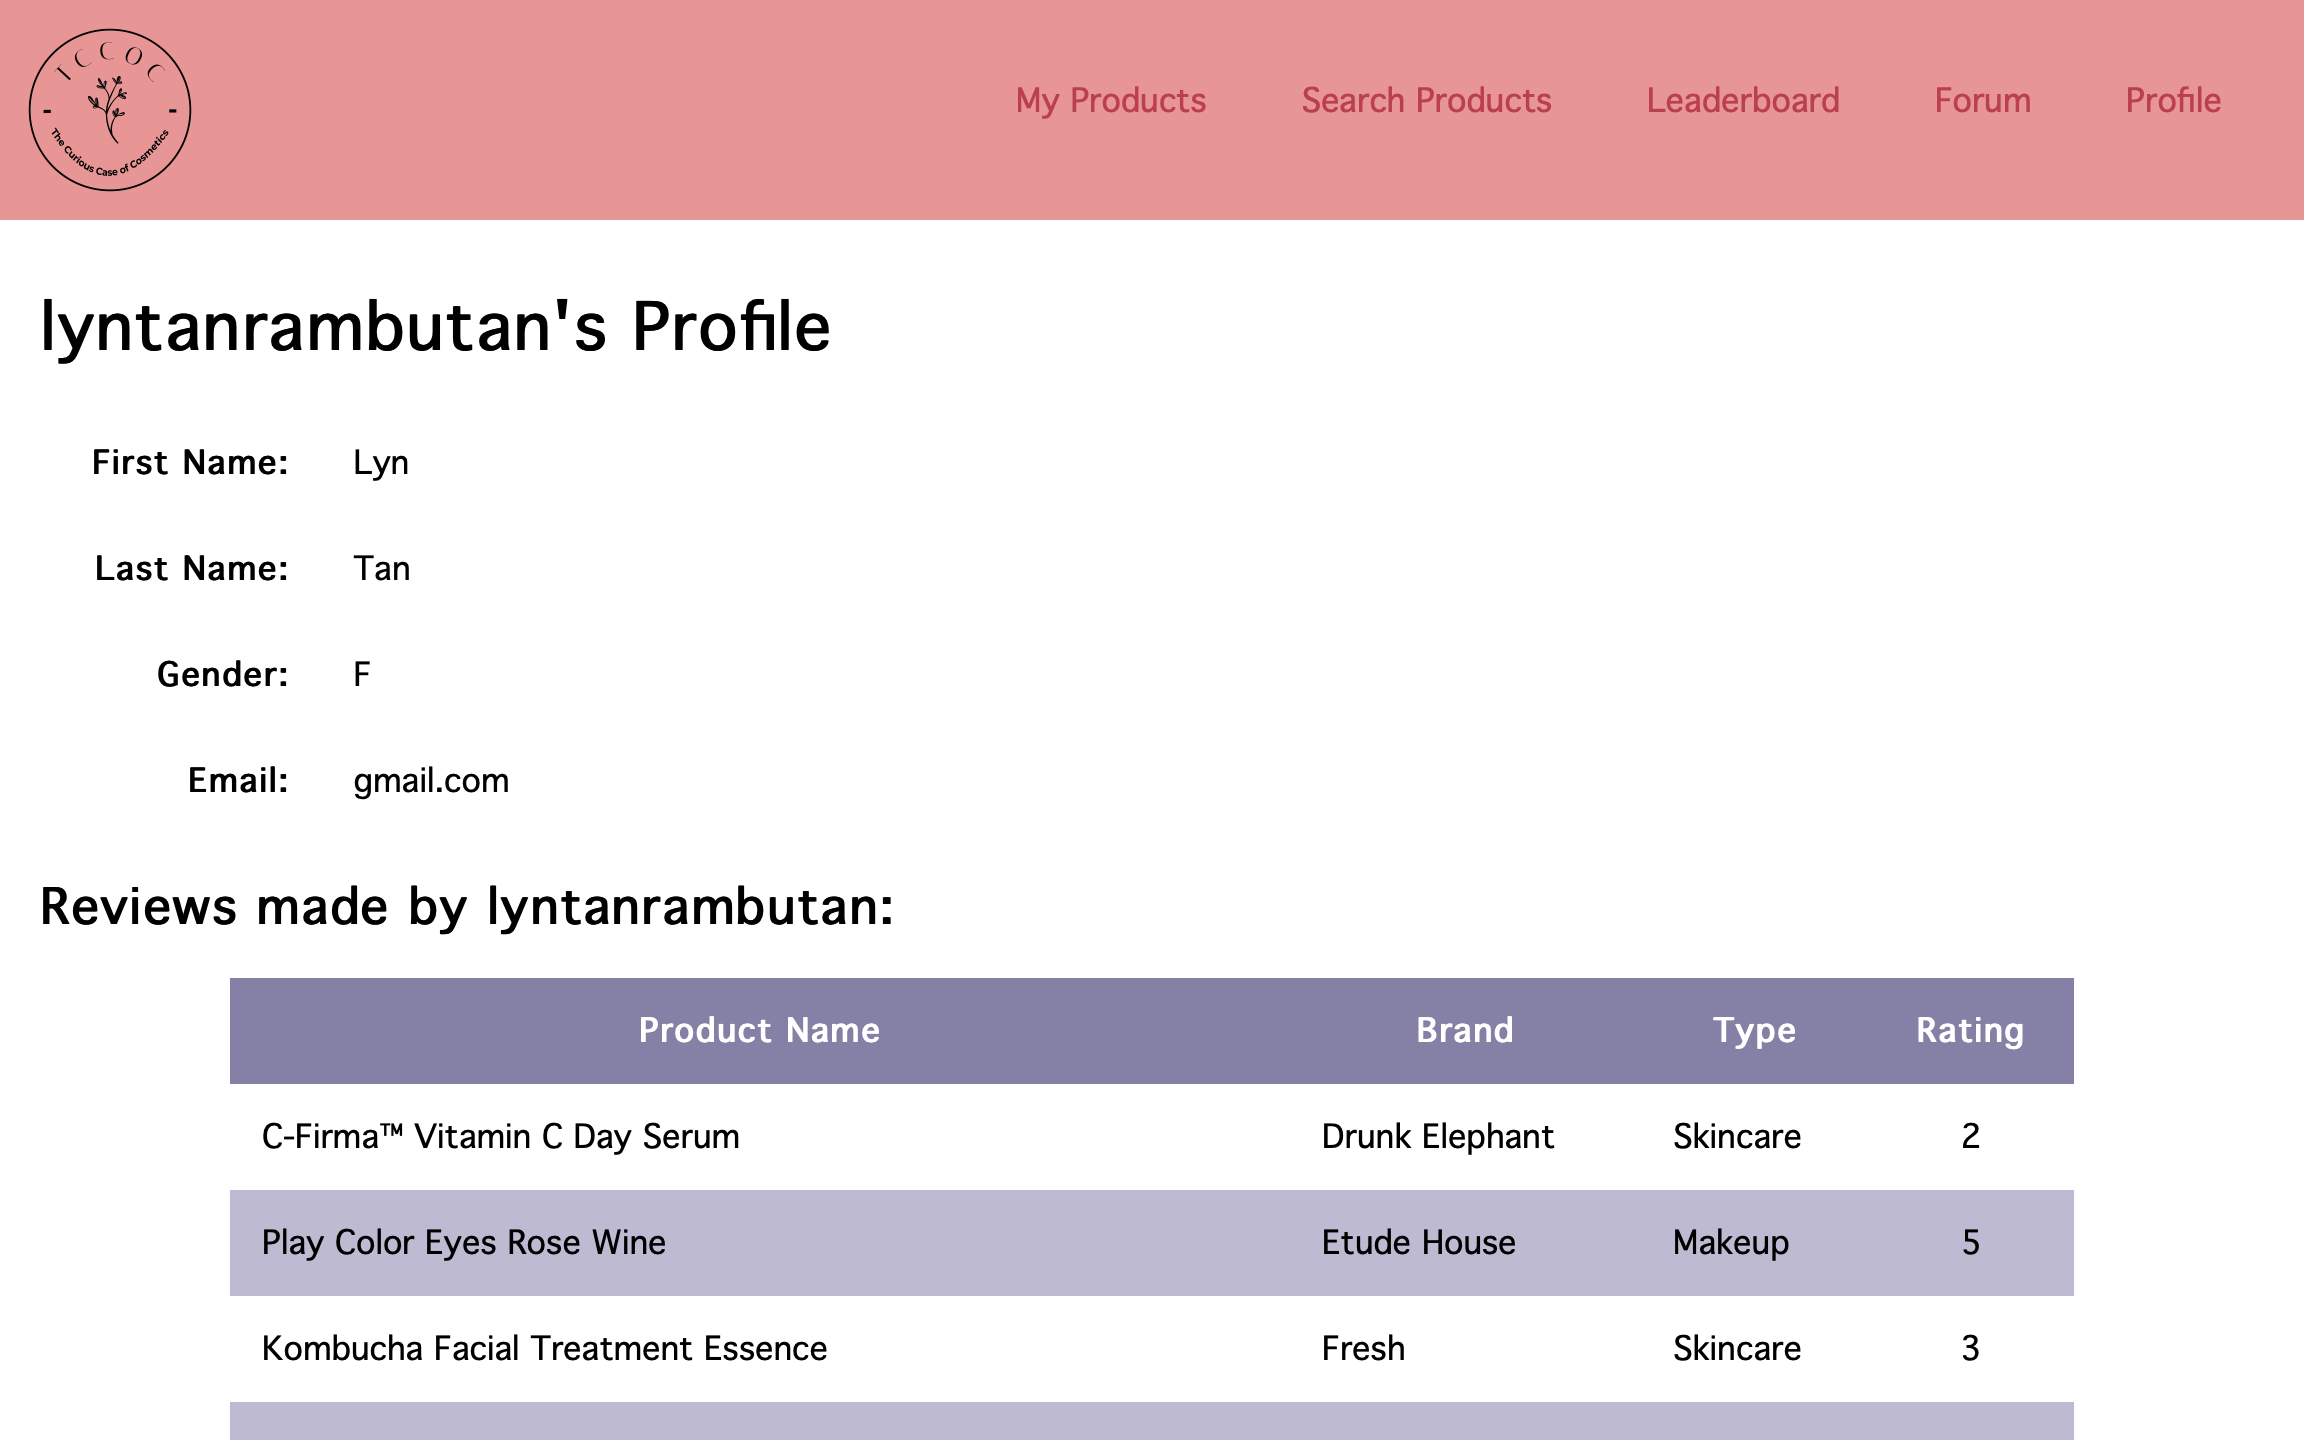 TCCOC
The Curious Case of Cosmetics
My Products Search Products Leaderboard Forum Profile
lyntanrambutan's Profile
First Name: Lyn
Last Name: Tan
Gender: F
Email: gmail.com
Reviews made by lyntanrambutan:
Product Name Brand Type Rating
C-Firma™ Vitamin C Day Serum Drunk Elephant Skincare 2
Play Color Eyes Rose Wine Etude House Makeup 5
Kombucha Facial Treatment Essence Fresh Skincare 3